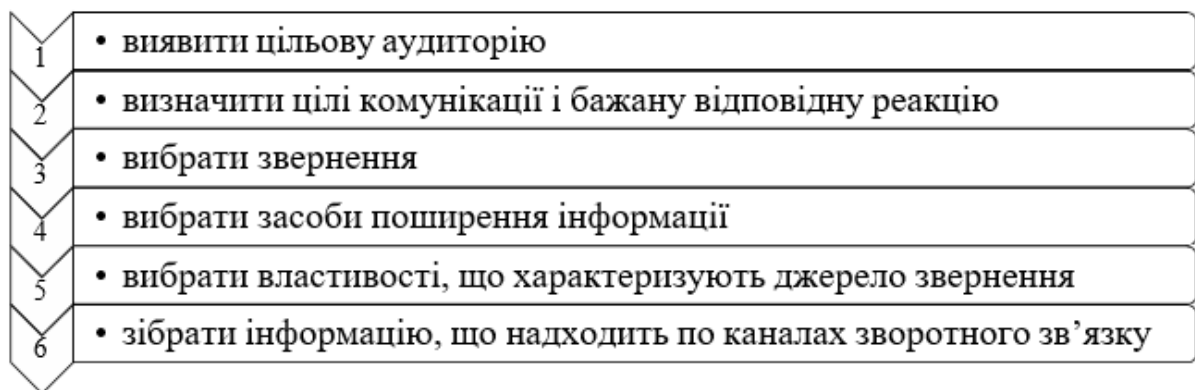 1 • виявити цільову аудиторію
2 • визначити цілі комунікації і бажану відповідну реакцію
3 • вибрати звернення
4 • вибрати засоби поширення інформації
5 • вибрати властивості, що характеризують джерело звернення
6 • зібрати інформацію, що надходить по каналах зворотного зв’язку